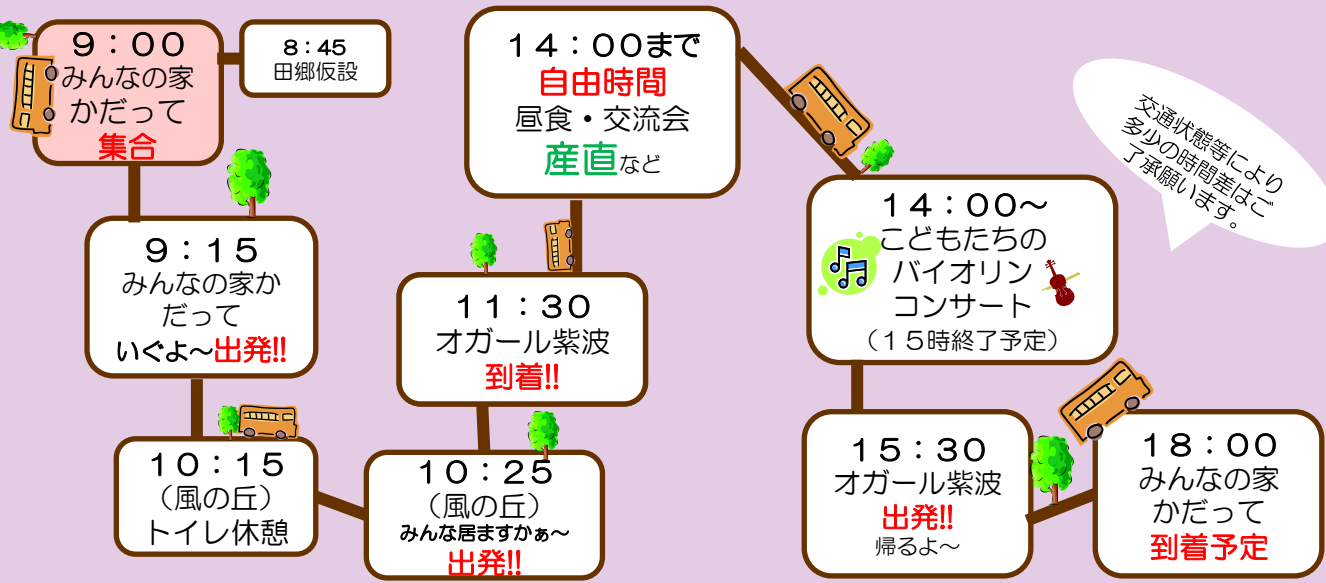 9：00
みんなの家
かだって
集合
8：45
田郷仮設
9：15
みんなの家か
だって
いぐよ～出発!!
10：15
（風の丘）
トイレ休憩
10：25
（風の丘）
みんな居ますかぁ～
出発!!
11：30
オガール紫波
到着!!
14：00まで
自由時間
昼食・交流会
産直など
14：00～
こどもたちの
バイオリン
コンサート
（15時終了予定）
15：30
オガール紫波
出発!!
帰るよ～
18：00
みんなの家
かだって
到着予定
交通状態等により
多少の時間差はご
了承願います。